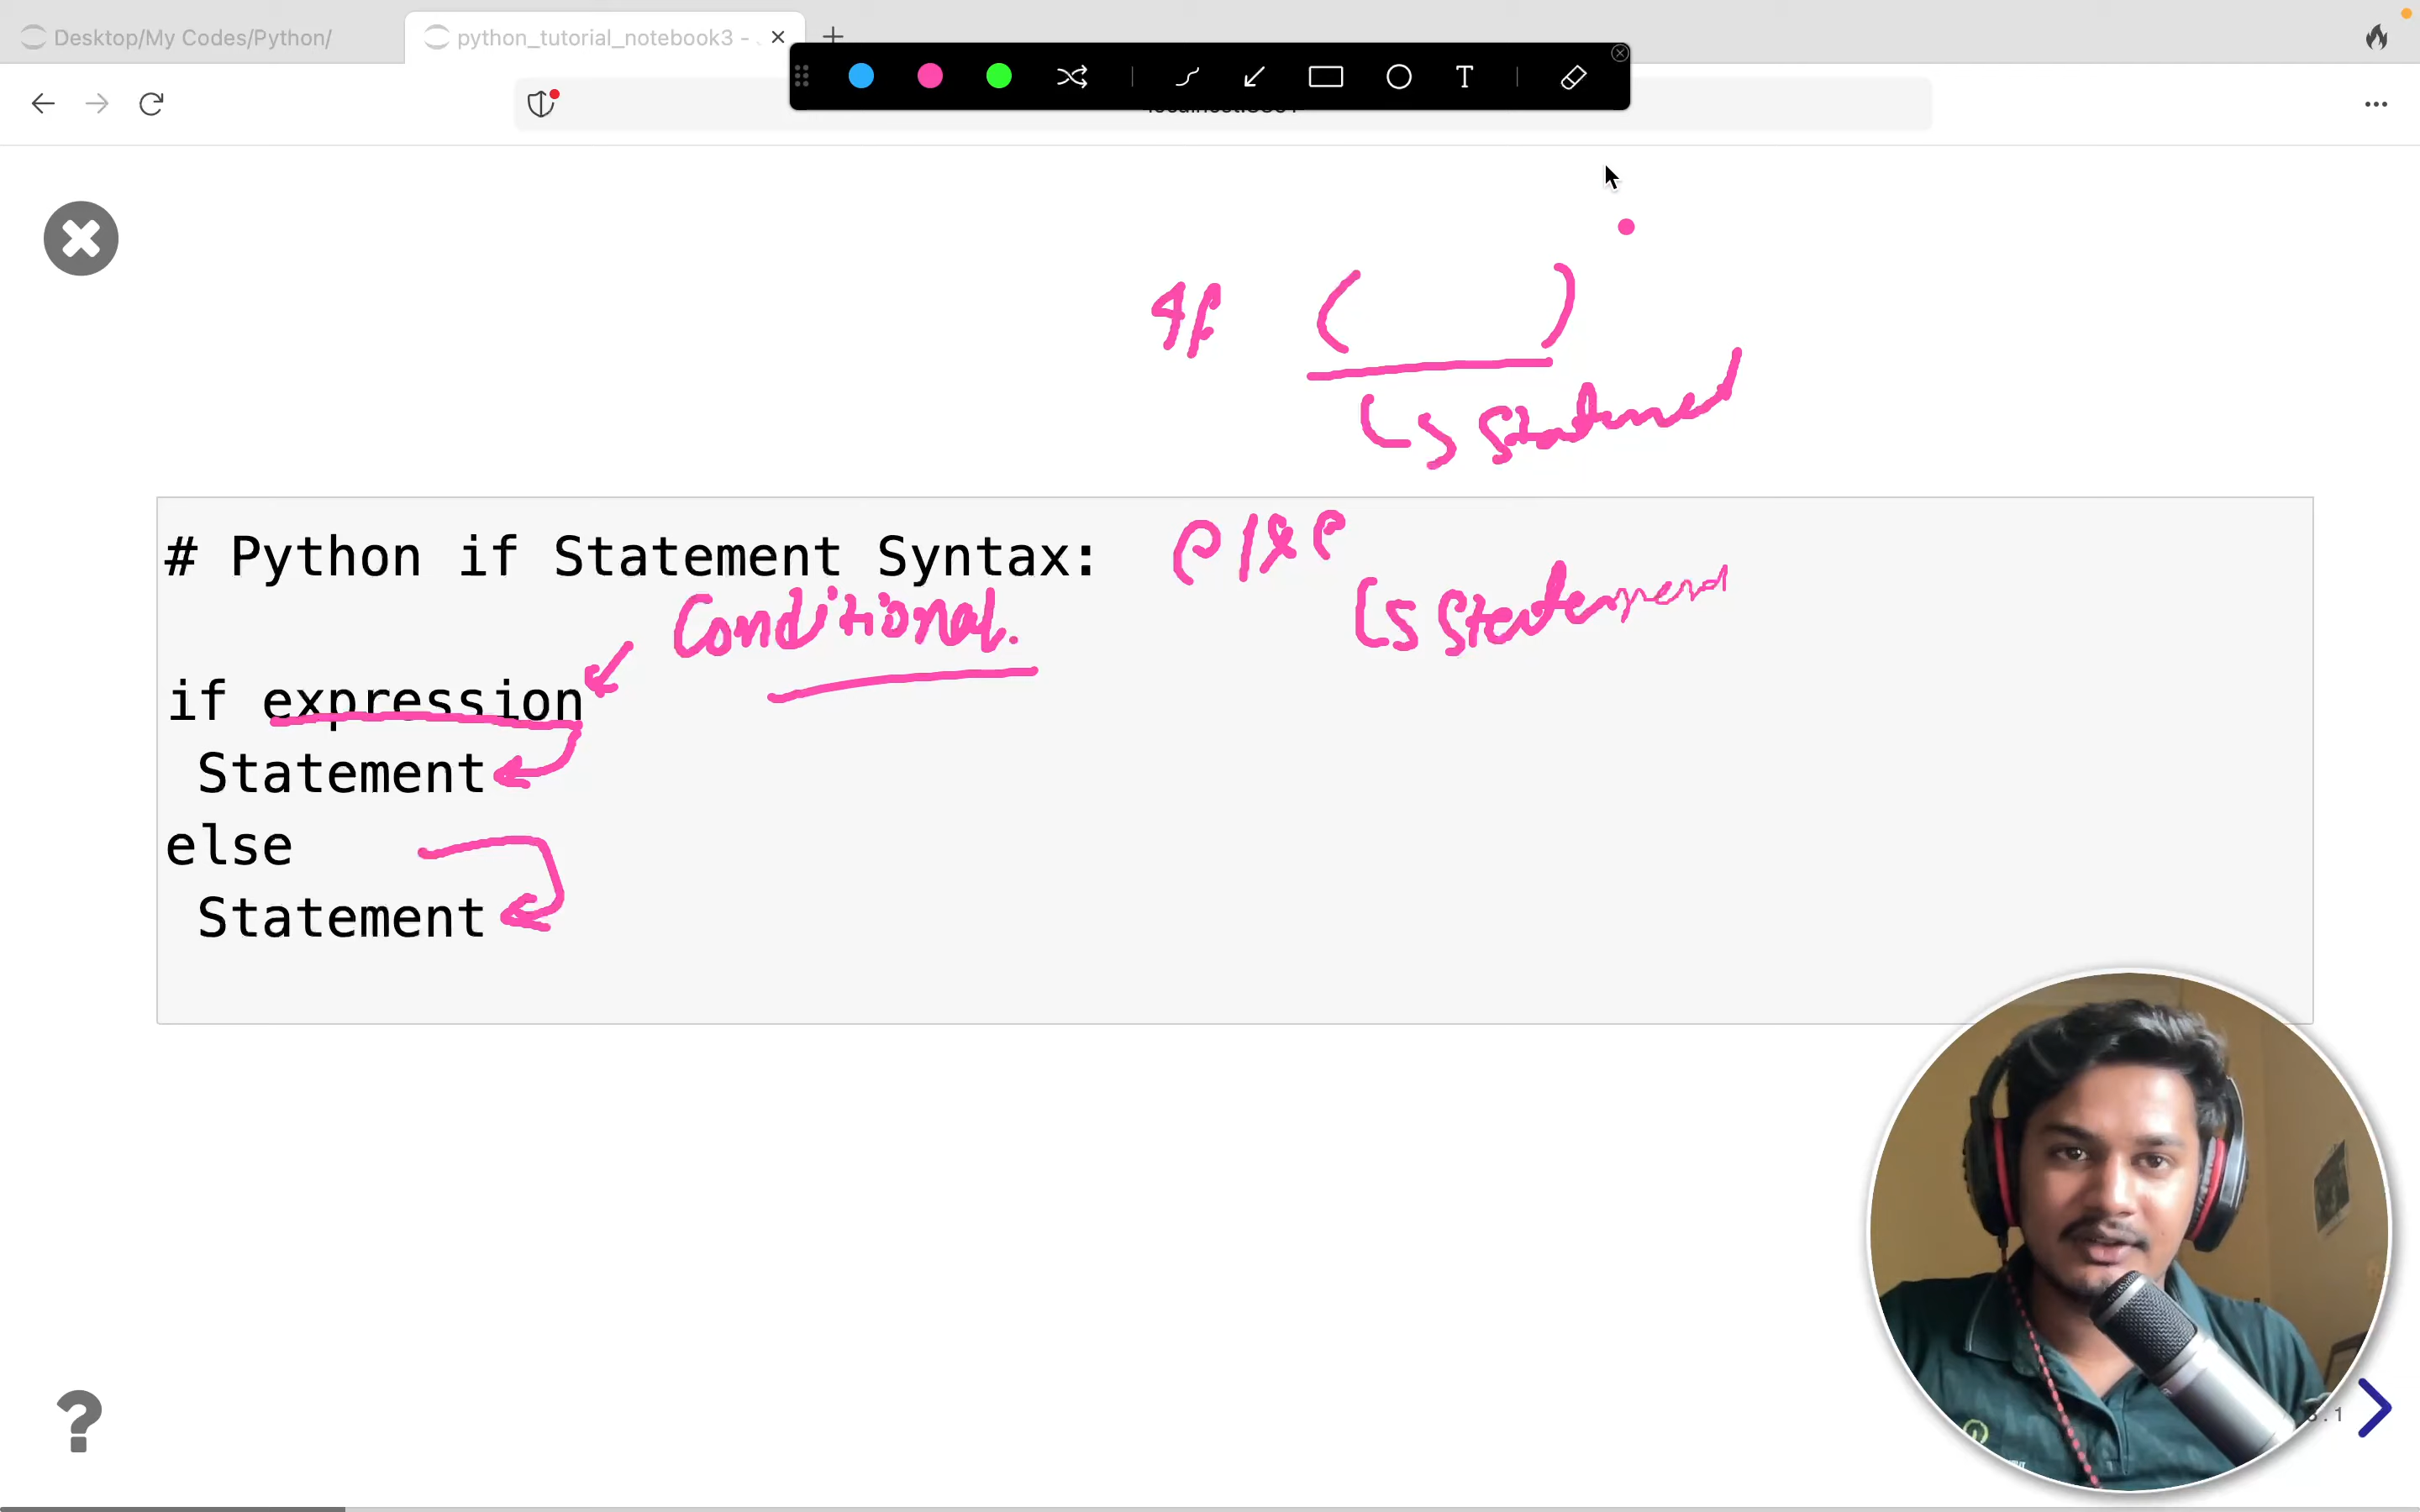 Desktop/My Codes/Python/
python_tutorial_notebook3 -
T
if ( )
Statement
# Python if Statement Syntax:
else
Conditional.
Statement
if expression
Statement
else
Statement
?
.1